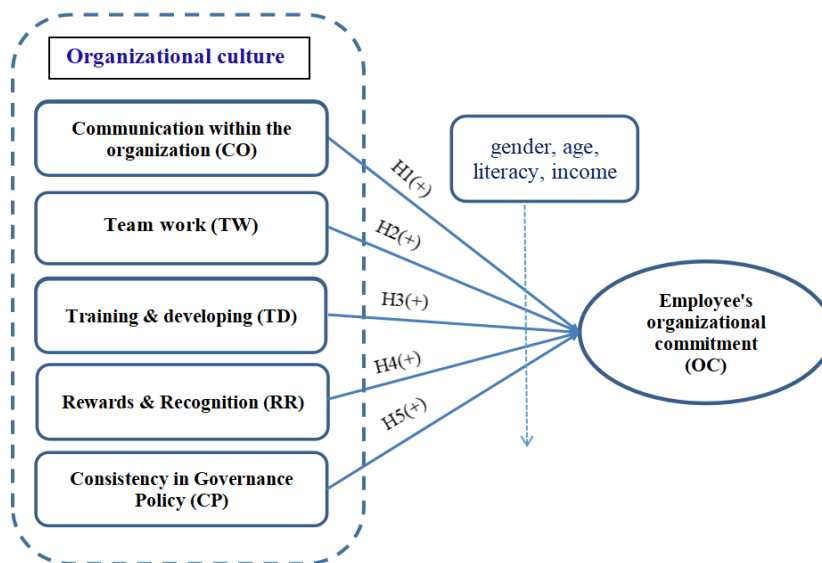 Organizational culture
Communication within the
organization (CO)
Team work (TW)
Training & developing (TD)
Rewards & Recognition (RR)
Consistency in Governance
Policy (CP)
H1(+)
H2(+)
H3(+)
H4(+)
H5(+)
gender, age,
literacy, income
Employee's
organizational
commitment
(OC)